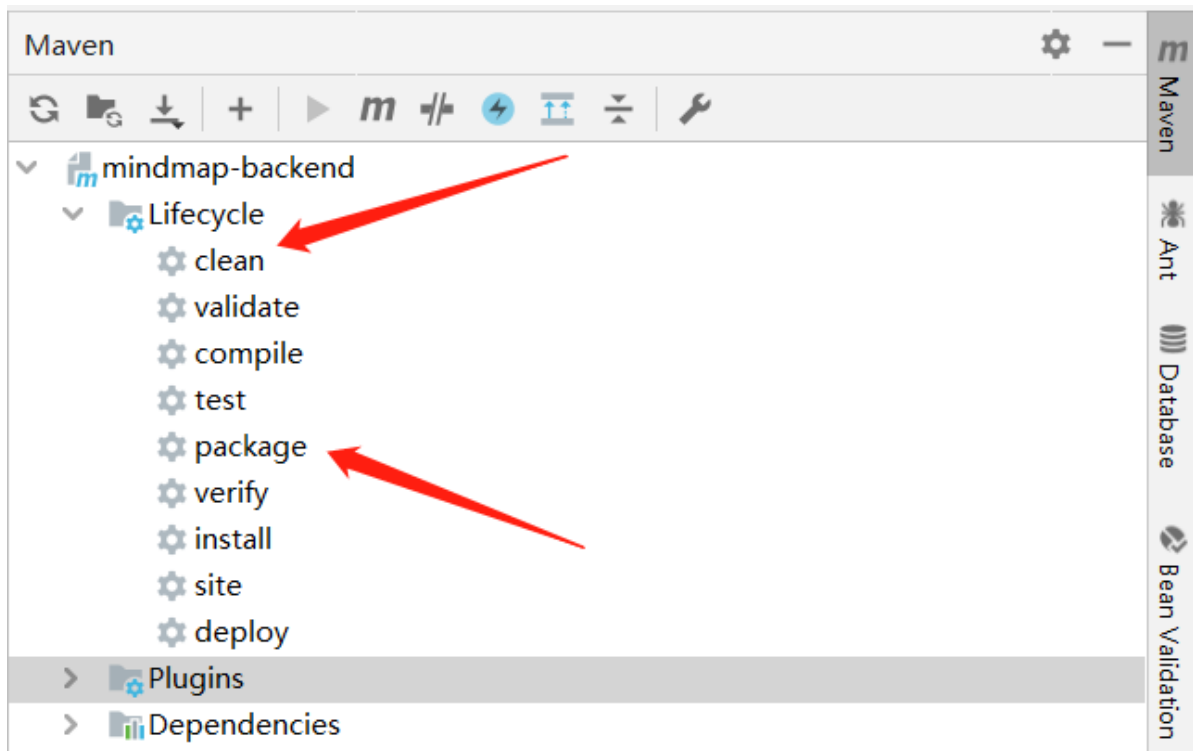 Maven
m
mindmap-backend
Lifecycle
clean
validate
compile
test
package
verify
install
site
deploy
Plugins
Dependencies
m Maven
Ant
Database
Bean Validation